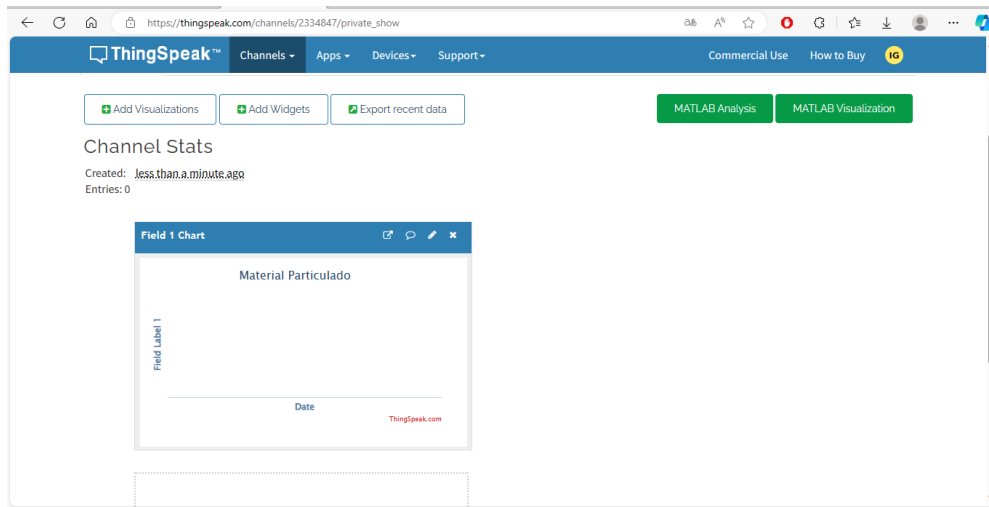 https://thingspeak.com/channels/2334847/private_show
ThingSpeak™ Channels Apps Devices Support Commercial Use How to Buy IG
Add Visualizations Add Widgets Export recent data MATLAB Analysis MATLAB Visualization
Channel Stats
Created: less than a minute ago
Entries: 0
Field 1 Chart
Material Particulado
Field Label 1
Date
ThingSpeak.com